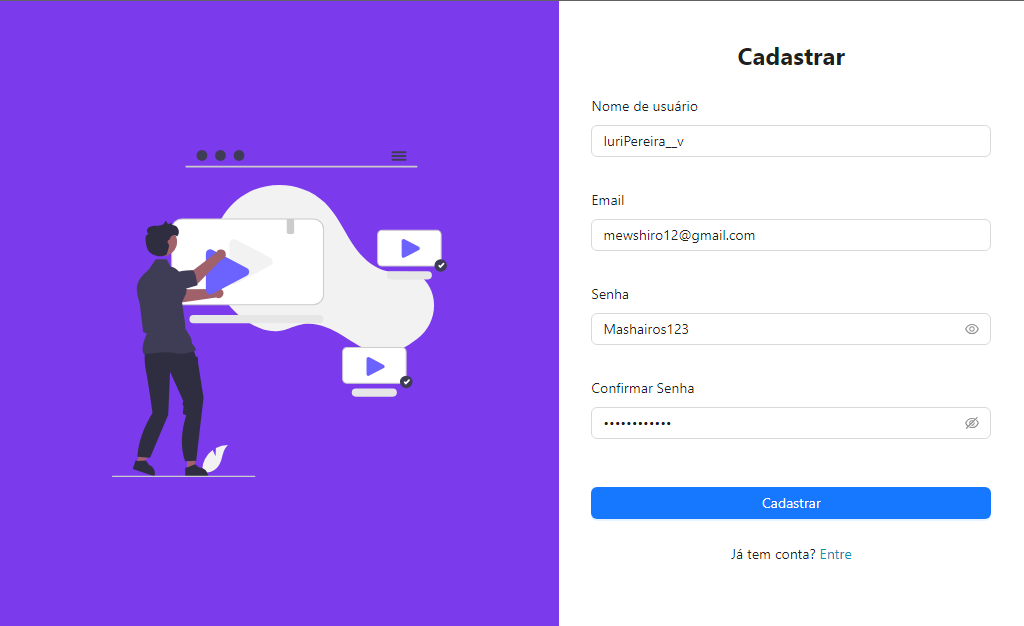 Cadastrar
Nome de usuário
IuriPereira__v
Email
mewshiro12@gmail.com
Senha
Mashairos123
Confirmar Senha
••••••••••••
Cadastrar
Já tem conta? Entre